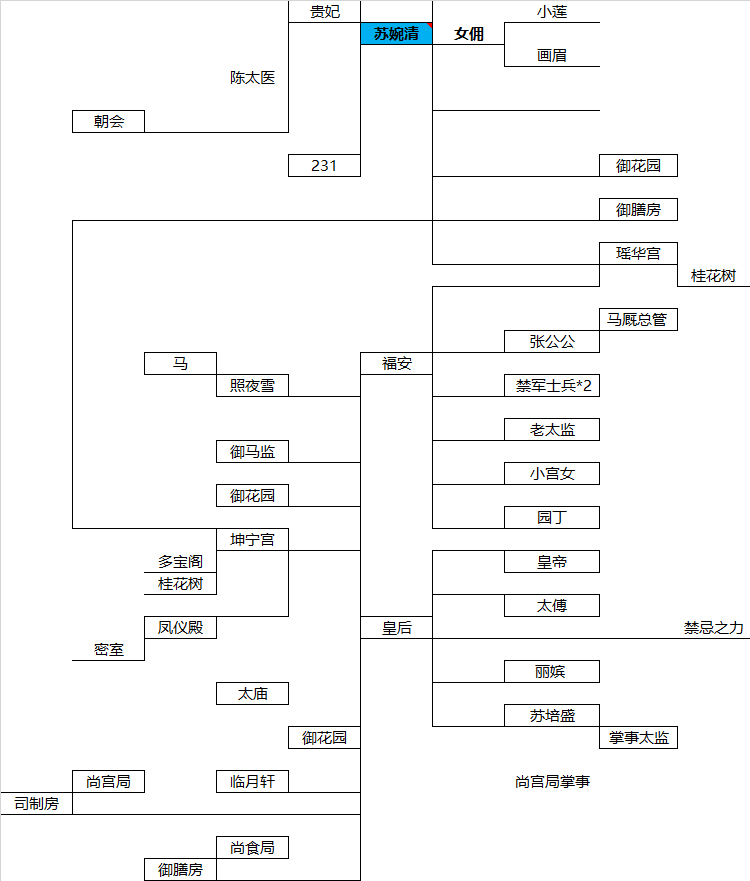 贵妃
小莲
苏婉清
女佣
画眉
陈太医
朝会
231
御花园
御膳房
瑶华宫
桂花树
马厩总管
张公公
马
福安
照夜雪
禁军士兵*2
老太监
御马监
小宫女
御花园
园丁
坤宁宫
多宝阁
皇帝
桂花树
太傅
凤仪殿
皇后
禁忌之力
密室
丽嫔
太庙
苏培盛
御花园
掌事太监
尚宫局
临月轩
尚宫局掌事
司制房
尚食局
御膳房